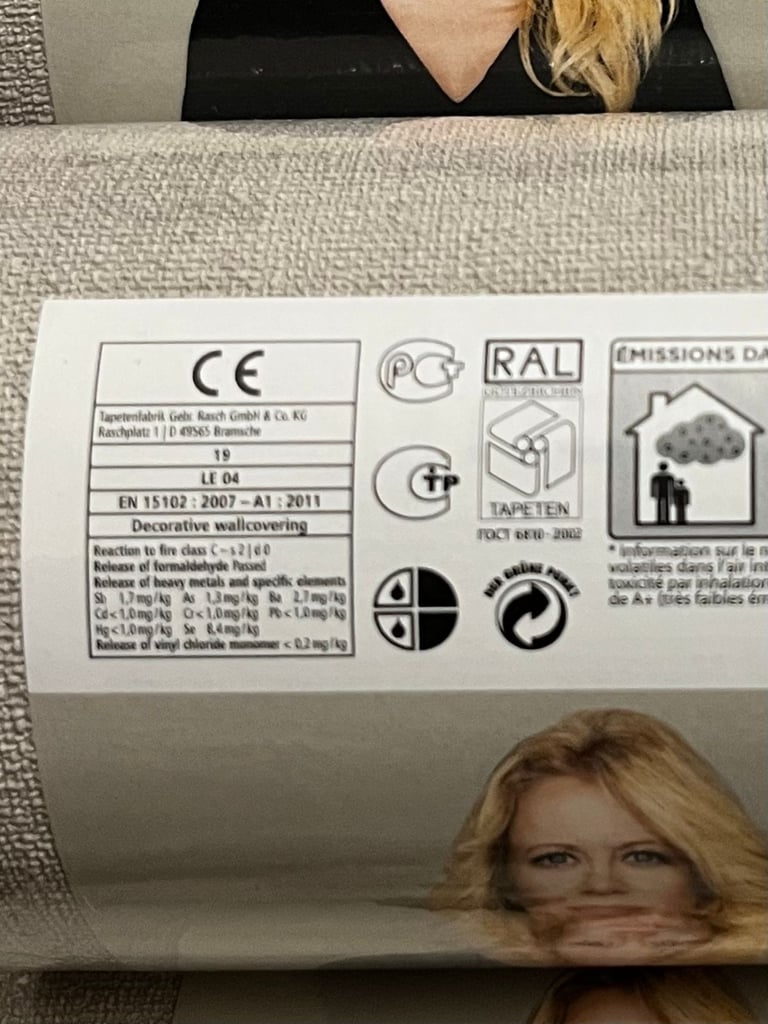 CE
Tapetenfabrik Gebr. Rasch GmbH & Co. KG
Raschplatz 1 | D 49565 Bramsche
19
LE 04
EN 15102 : 2007 – A1 : 2011
Decorative wallcovering
Reaction to fire class C – s 2 | d 0
Release of formaldehyde Passed
Release of heavy metals and specific elements
Sb 1,7 mg/kg As 1,3 mg/kg Ba 2,7 mg/kg
Cd < 1,0 mg/kg Cr < 1,0 mg/kg Pb < 1,0 mg/kg
Hg < 1,0 mg/kg Se 8,4 mg/kg
Release of vinyl chloride monomer < 0,2 mg/kg
PC
TP
RAL
GÜTEZEICHEN
TAPETEN
ГОСТ 6810 - 2002
DER GRÜNE PUNKT
ÉMISSIONS DA
* Information sur le n
volatiles dans l'air int
toxicité par inhalation
de A+ (très faibles ém